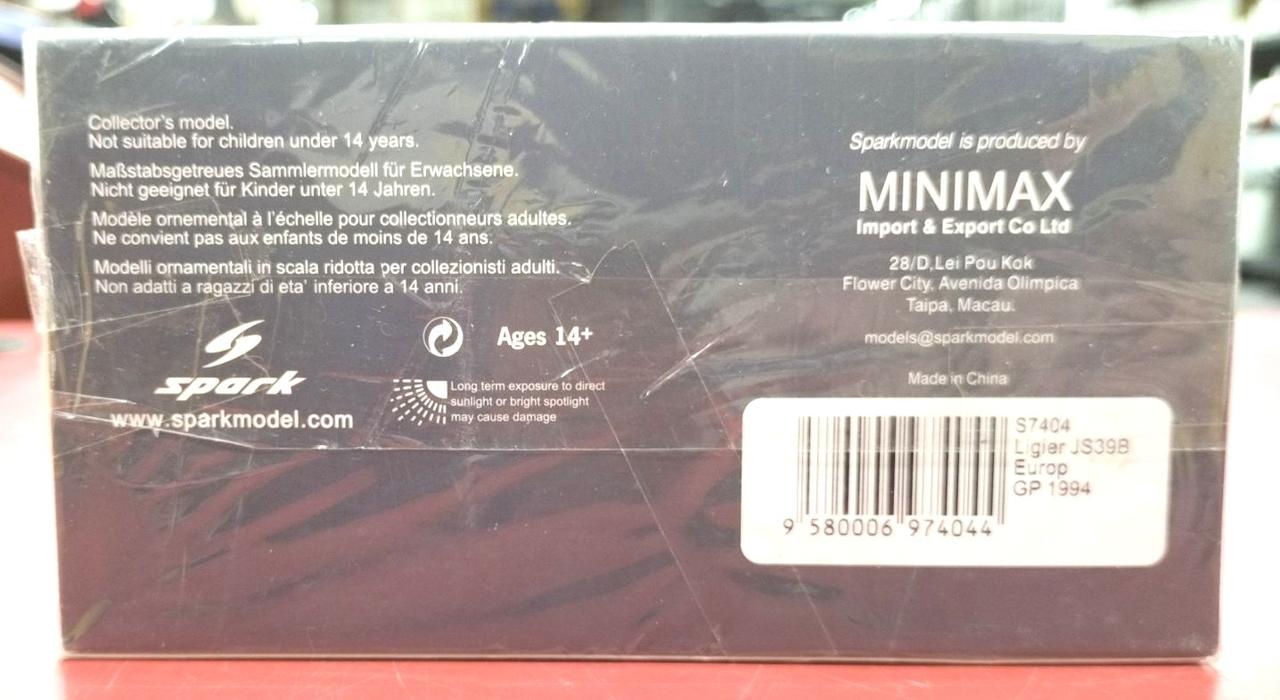 Collector's model.
Not suitable for children under 14 years.
Maßstabsgetreues Sammlermodell für Erwachsene.
Nicht geeignet für Kinder unter 14 Jahren.
Modèle ornemental à l'échelle pour collectionneurs adultes.
Ne convient pas aux enfants de moins de 14 ans.
Modelli ornamentali in scala ridotta per collezionisti adulti.
Non adatti a ragazzi di eta' inferiore a 14 anni.
spark
www.sparkmodel.com
Ages 14+
Long term exposure to direct
sunlight or bright spotlight
may cause damage
Sparkmodel is produced by
MINIMAX
Import & Export Co Ltd
28/D,Lei Pou Kok
Flower City, Avenida Olimpica
Taipa, Macau.
models@sparkmodel.com
Made in China
S7404
Ligier JS39B
Europ
GP 1994
9 580006 974044